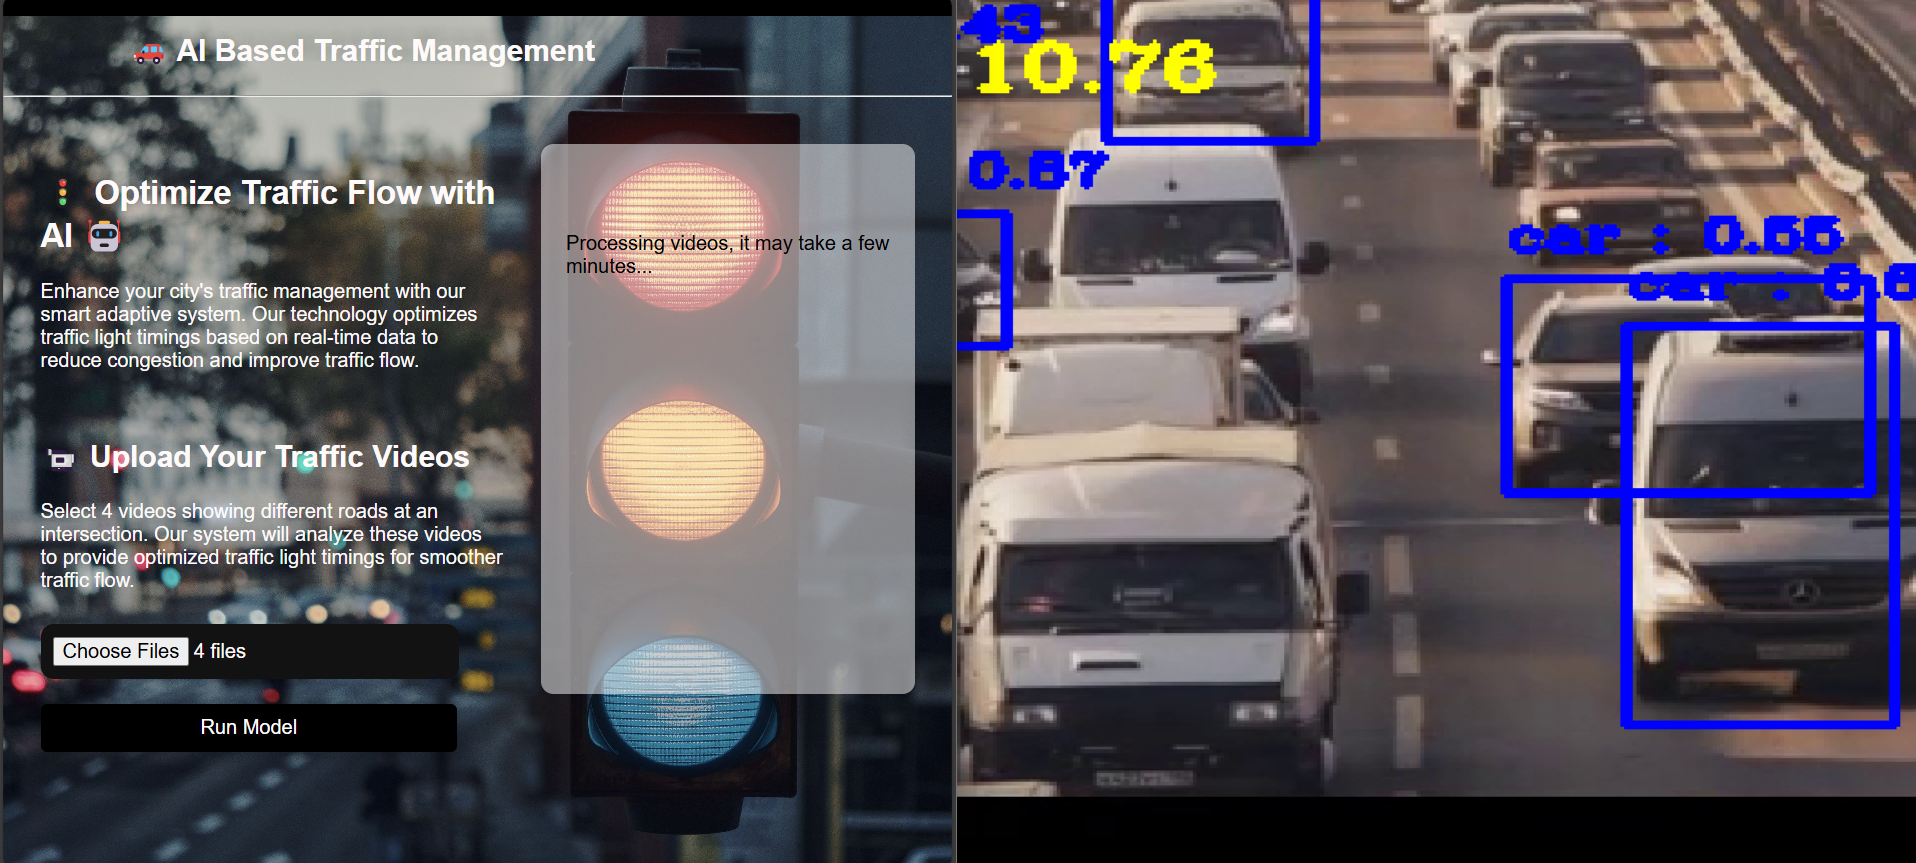 AI Based Traffic Management
Optimize Traffic Flow with
AI
Enhance your city's traffic management with our
smart adaptive system. Our technology optimizes
traffic light timings based on real-time data to
reduce congestion and improve traffic flow.
Upload Your Traffic Videos
Select 4 videos showing different roads at an
intersection. Our system will analyze these videos
to provide optimized traffic light timings for smoother
traffic flow.
Choose Files 4 files
Run Model
Processing videos, it may take a few
minutes...
43
10.76
0.87
car : 0.66
car : 0.8